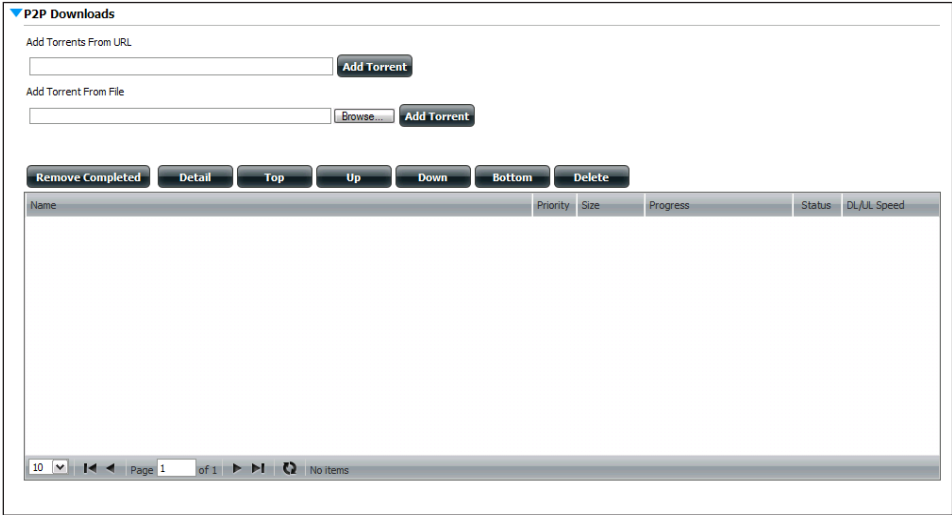 P2P Downloads
Add Torrents From URL
Add Torrent
Add Torrent From File
Browse... Add Torrent
Remove Completed Detail Top Up Down Bottom Delete
Name Priority Size Progress Status DL/UL Speed
10 Page 1 of 1 No items